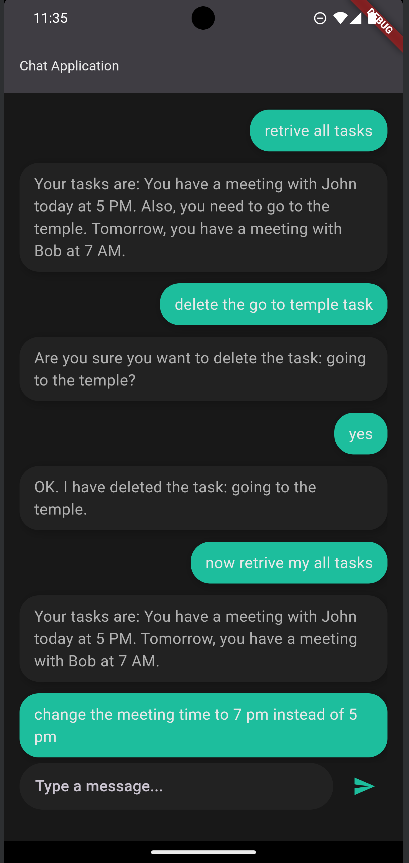 11:35
DEBUG
Chat Application
retrive all tasks
Your tasks are: You have a meeting with John
today at 5 PM. Also, you need to go to the
temple. Tomorrow, you have a meeting with
Bob at 7 AM.
delete the go to temple task
Are you sure you want to delete the task: going
to the temple?
yes
OK. I have deleted the task: going to the
temple.
now retrive my all tasks
Your tasks are: You have a meeting with John
today at 5 PM. Tomorrow, you have a meeting
with Bob at 7 AM.
change the meeting time to 7 pm instead of 5
pm
Type a message...